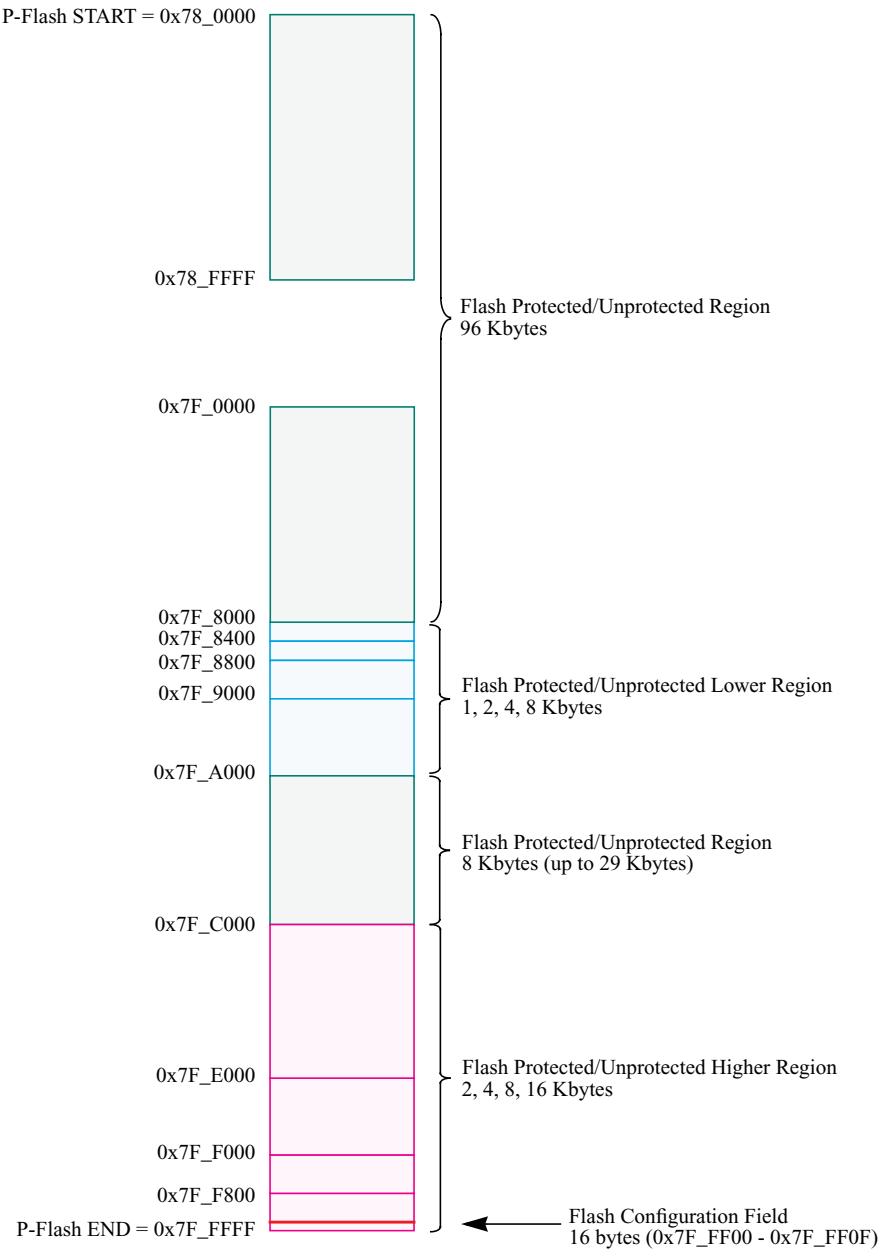 P-Flash START = 0x78_0000
0x78_FFFF
Flash Protected/Unprotected Region
96 Kbytes
0x7F_0000
0x7F_8000
0x7F_8400
0x7F_8800
0x7F_9000
Flash Protected/Unprotected Lower Region
1, 2, 4, 8 Kbytes
0x7F_A000
Flash Protected/Unprotected Region
8 Kbytes (up to 29 Kbytes)
0x7F_C000
0x7F_E000
Flash Protected/Unprotected Higher Region
2, 4, 8, 16 Kbytes
0x7F_F000
0x7F_F800
P-Flash END = 0x7F_FFFF
Flash Configuration Field
16 bytes (0x7F_FF00 - 0x7F_FF0F)